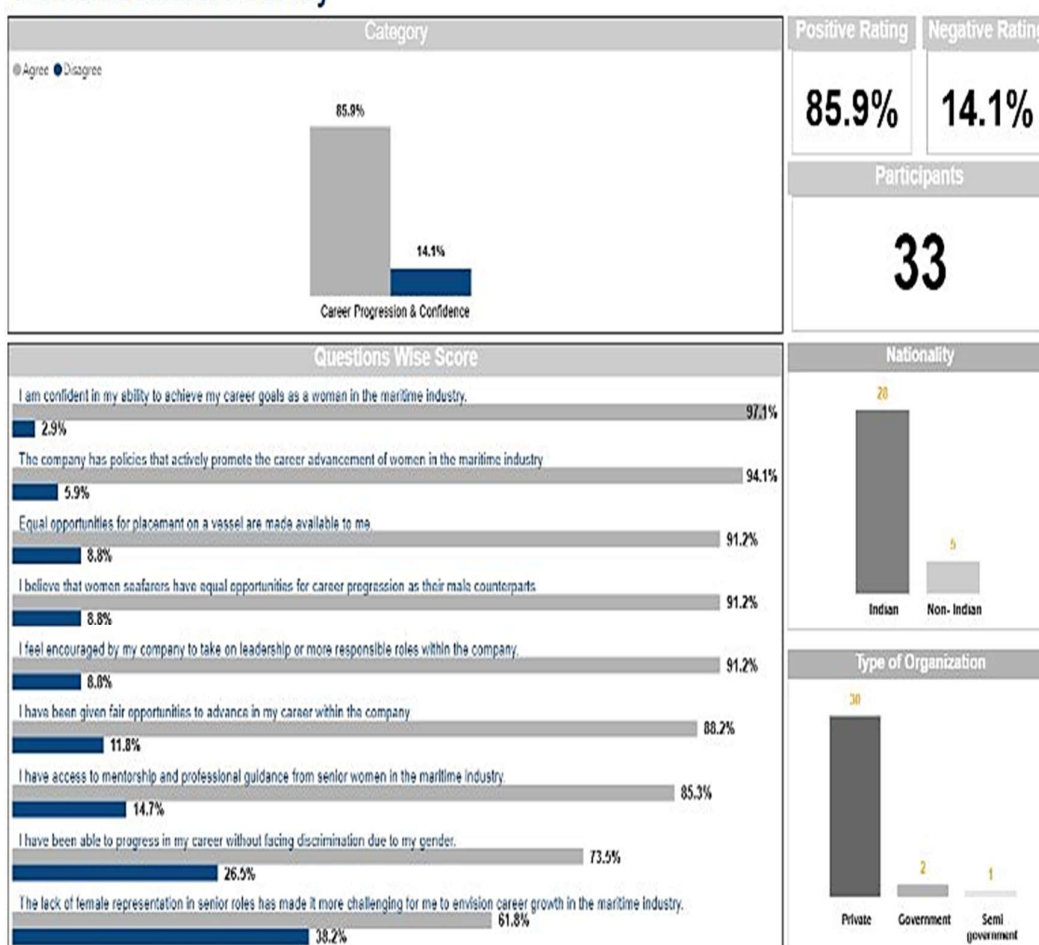 Category
Agree Disagree
85.9%
14.1%
Career Progression & Confidence
Positive Rating
85.9%
Negative Rating
14.1%
Participants
33
Questions Wise Score
I am confident in my ability to achieve my career goals as a woman in the maritime industry.
97.1%
2.9%
The company has policies that actively promote the career advancement of women in the maritime industry
94.1%
5.9%
Equal opportunities for placement on a vessel are made available to me
91.2%
8.8%
I believe that women seafarers have equal opportunities for career progression as their male counterparts
91.2%
8.8%
I feel encouraged by my company to take on leadership or more responsible roles within the company.
91.2%
8.8%
I have been given fair opportunities to advance in my career within the company
88.2%
11.8%
I have access to mentorship and professional guidance from senior women in the maritime industry.
85.3%
14.7%
I have been able to progress in my career without facing discrimination due to my gender.
73.5%
26.5%
The lack of female representation in senior roles has made it more challenging for me to envision career growth in the maritime industry.
61.8%
38.2%
Nationality
28
5
Indian
Non- Indian
Type of Organization
30
2
1
Private
Government
Semi
government